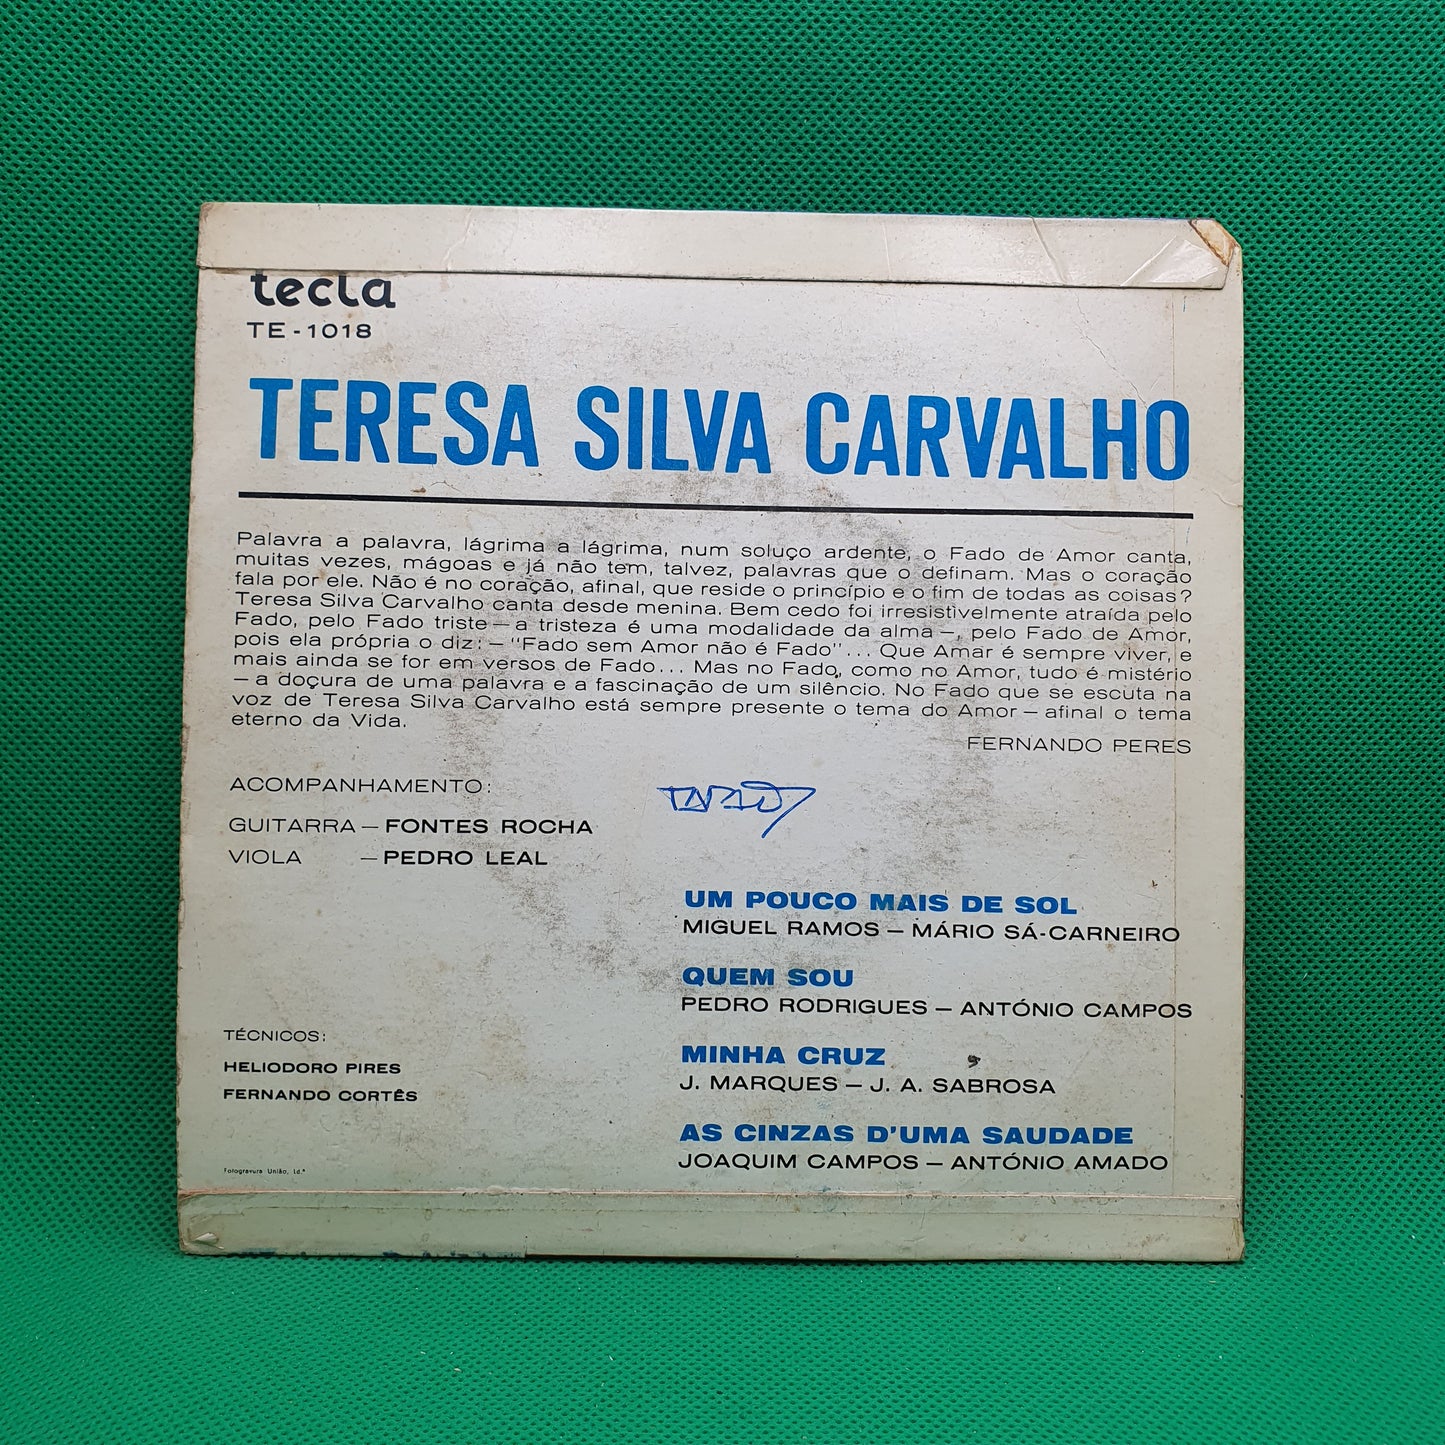 tecla
TE - 1018
TERESA SILVA CARVALHO
Palavra a palavra, lágrima a lágrima, num soluço ardente, o Fado de Amor canta,
muitas vezes, mágoas e já não tem, talvez, palavras que o definam. Mas o coração
fala por ele. Não é no coração, afinal, que reside o princípio e o fim de todas as coisas?
Teresa Silva Carvalho canta desde menina. Bem cedo foi irresistìvelmente atraída pelo
Fado, pelo Fado triste — a tristeza é uma modalidade da alma —, pelo Fado de Amor,
pois ela própria o diz: — "Fado sem Amor não é Fado"... Que Amar é sempre viver, e
mais ainda se for em versos de Fado... Mas no Fado, como no Amor, tudo é mistério
— a doçura de uma palavra e a fascinação de um silêncio. No Fado que se escuta na
voz de Teresa Silva Carvalho está sempre presente o tema do Amor — afinal o tema
eterno da Vida.
FERNANDO PERES
ACOMPANHAMENTO:
GUITARRA — FONTES ROCHA
VIOLA — PEDRO LEAL
UM POUCO MAIS DE SOL
MIGUEL RAMOS — MÁRIO SÁ-CARNEIRO
QUEM SOU
PEDRO RODRIGUES — ANTÓNIO CAMPOS
MINHA CRUZ
J. MARQUES — J. A. SABROSA
AS CINZAS D'UMA SAUDADE
JOAQUIM CAMPOS — ANTÓNIO AMADO
TÉCNICOS:
HELIODORO PIRES
FERNANDO CORTÊS
Fotogravura União, Ld.ª